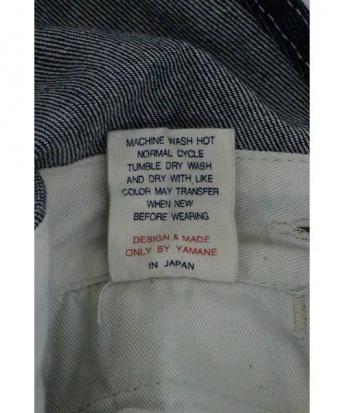 MACHINE WASH HOT
NORMAL CYCLE
TUMBLE DRY WASH
AND DRY WITH LIKE
COLOR MAY TRANSFER
WHEN NEW
BEFORE WEARING
DESIGN & MADE
ONLY BY YAMANE
IN JAPAN